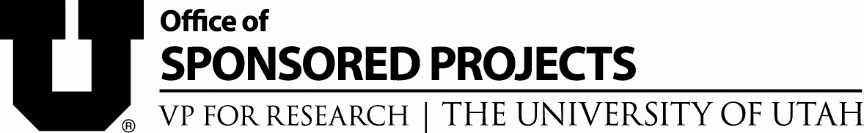 Office of
SPONSORED PROJECTS
VP FOR RESEARCH | THE UNIVERSITY OF UTAH
U®